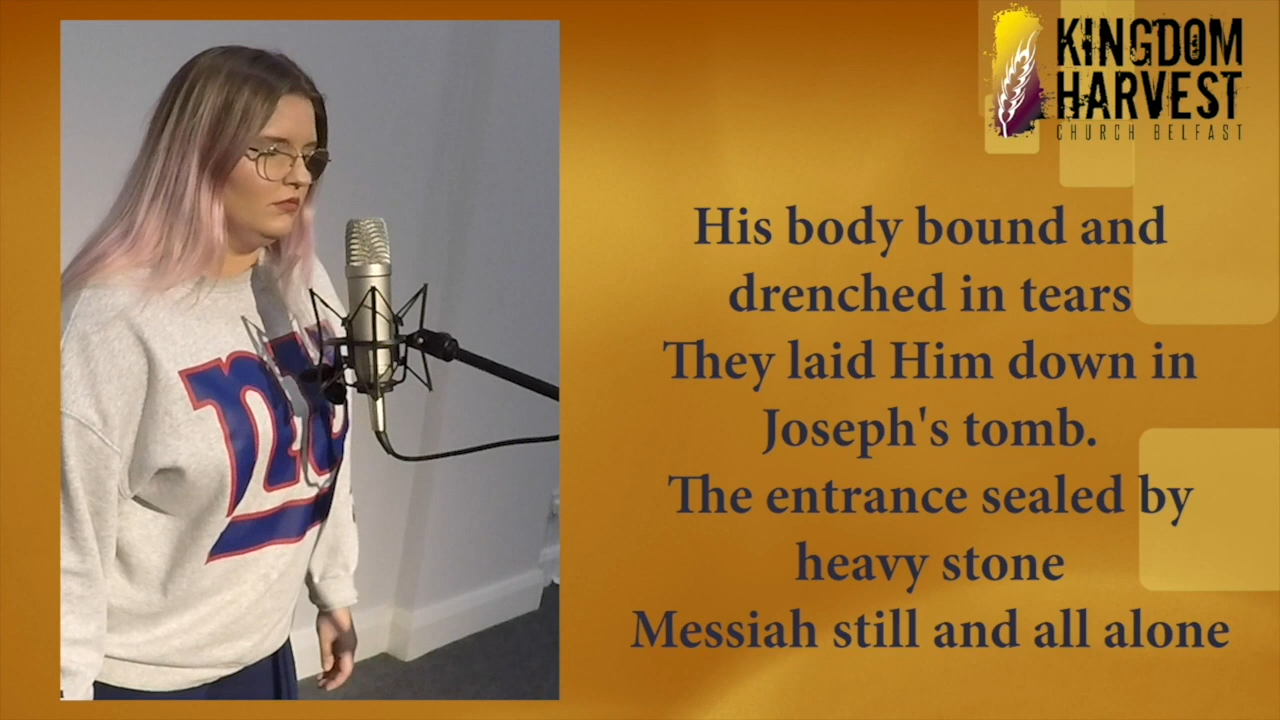 KINGDOM
HARVEST
CHURCH BELFAST
His body bound and
drenched in tears
They laid Him down in
Joseph's tomb.
The entrance sealed by
heavy stone
Messiah still and all alone
ny